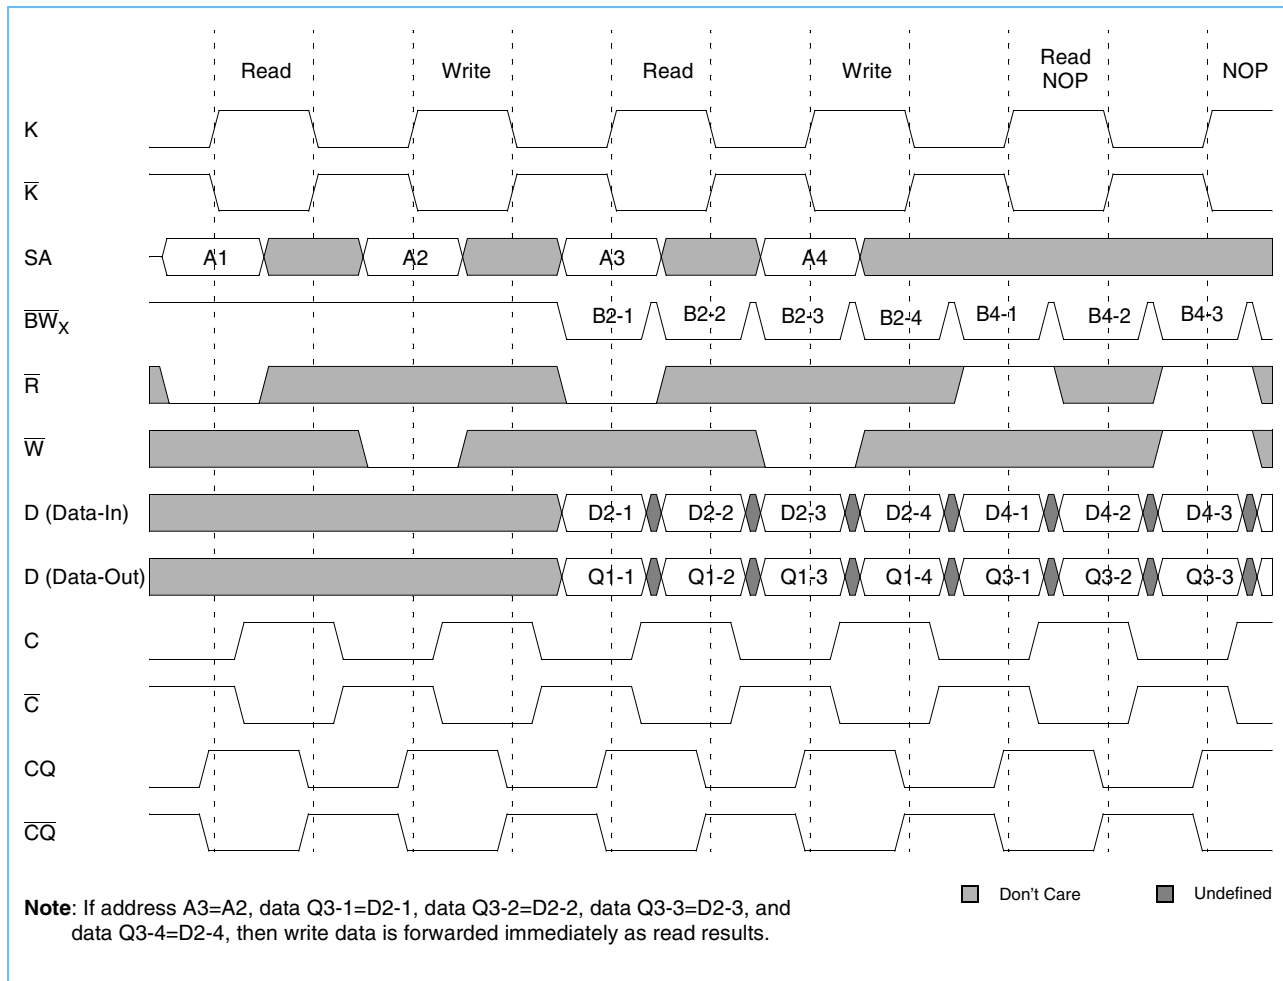 Read Write Read Write Read NOP NOP
K
K̅
SA A1 A2 A3 A4
B̅W̅X B2-1 B2-2 B2-3 B2-4 B4-1 B4-2 B4-3
R̅
W̅
D (Data-In) D2-1 D2-2 D2-3 D2-4 D4-1 D4-2 D4-3
D (Data-Out) Q1-1 Q1-2 Q1-3 Q1-4 Q3-1 Q3-2 Q3-3
C
C̅
CQ
C̅Q̅
Don't Care Undefined
Note: If address A3=A2, data Q3-1=D2-1, data Q3-2=D2-2, data Q3-3=D2-3, and
data Q3-4=D2-4, then write data is forwarded immediately as read results.